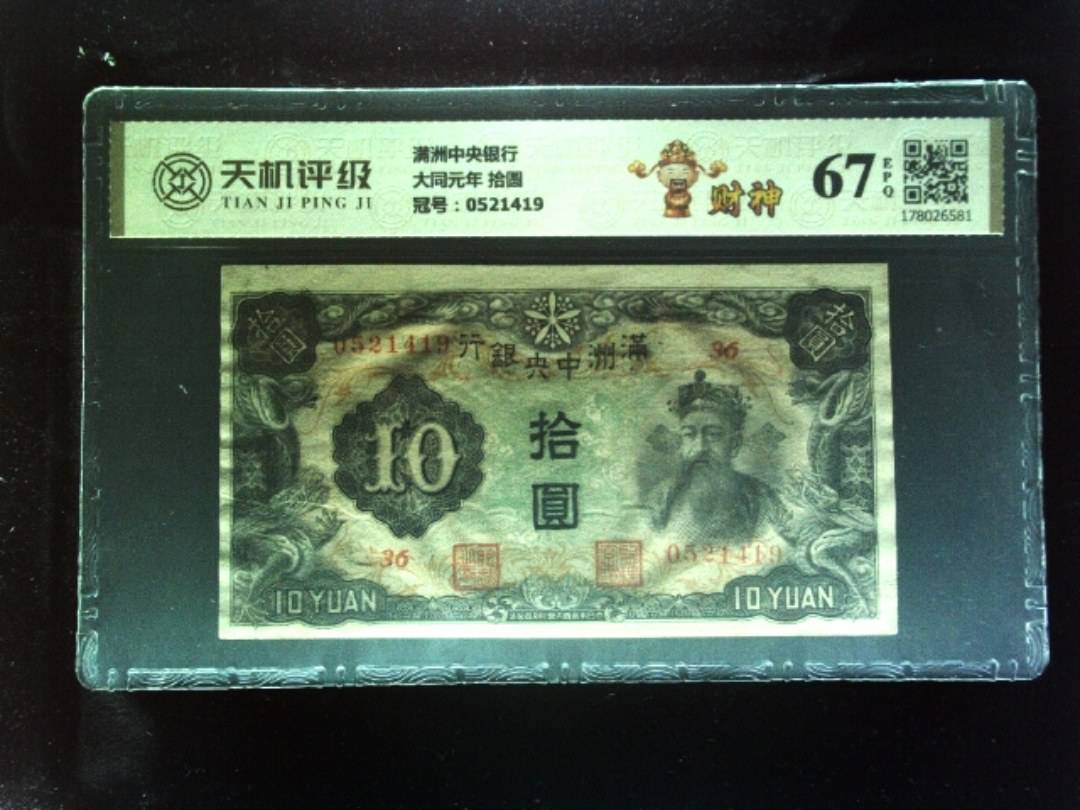 天机评级
TIAN JI PING JI
满洲中央银行
大同元年 拾圆
冠号：0521419
财神
67
EPQ
178026581
拾圓
拾圓
0521419
行銀央中洲滿
36
10
拾
圓
36
0521419
10 YUAN
10 YUAN